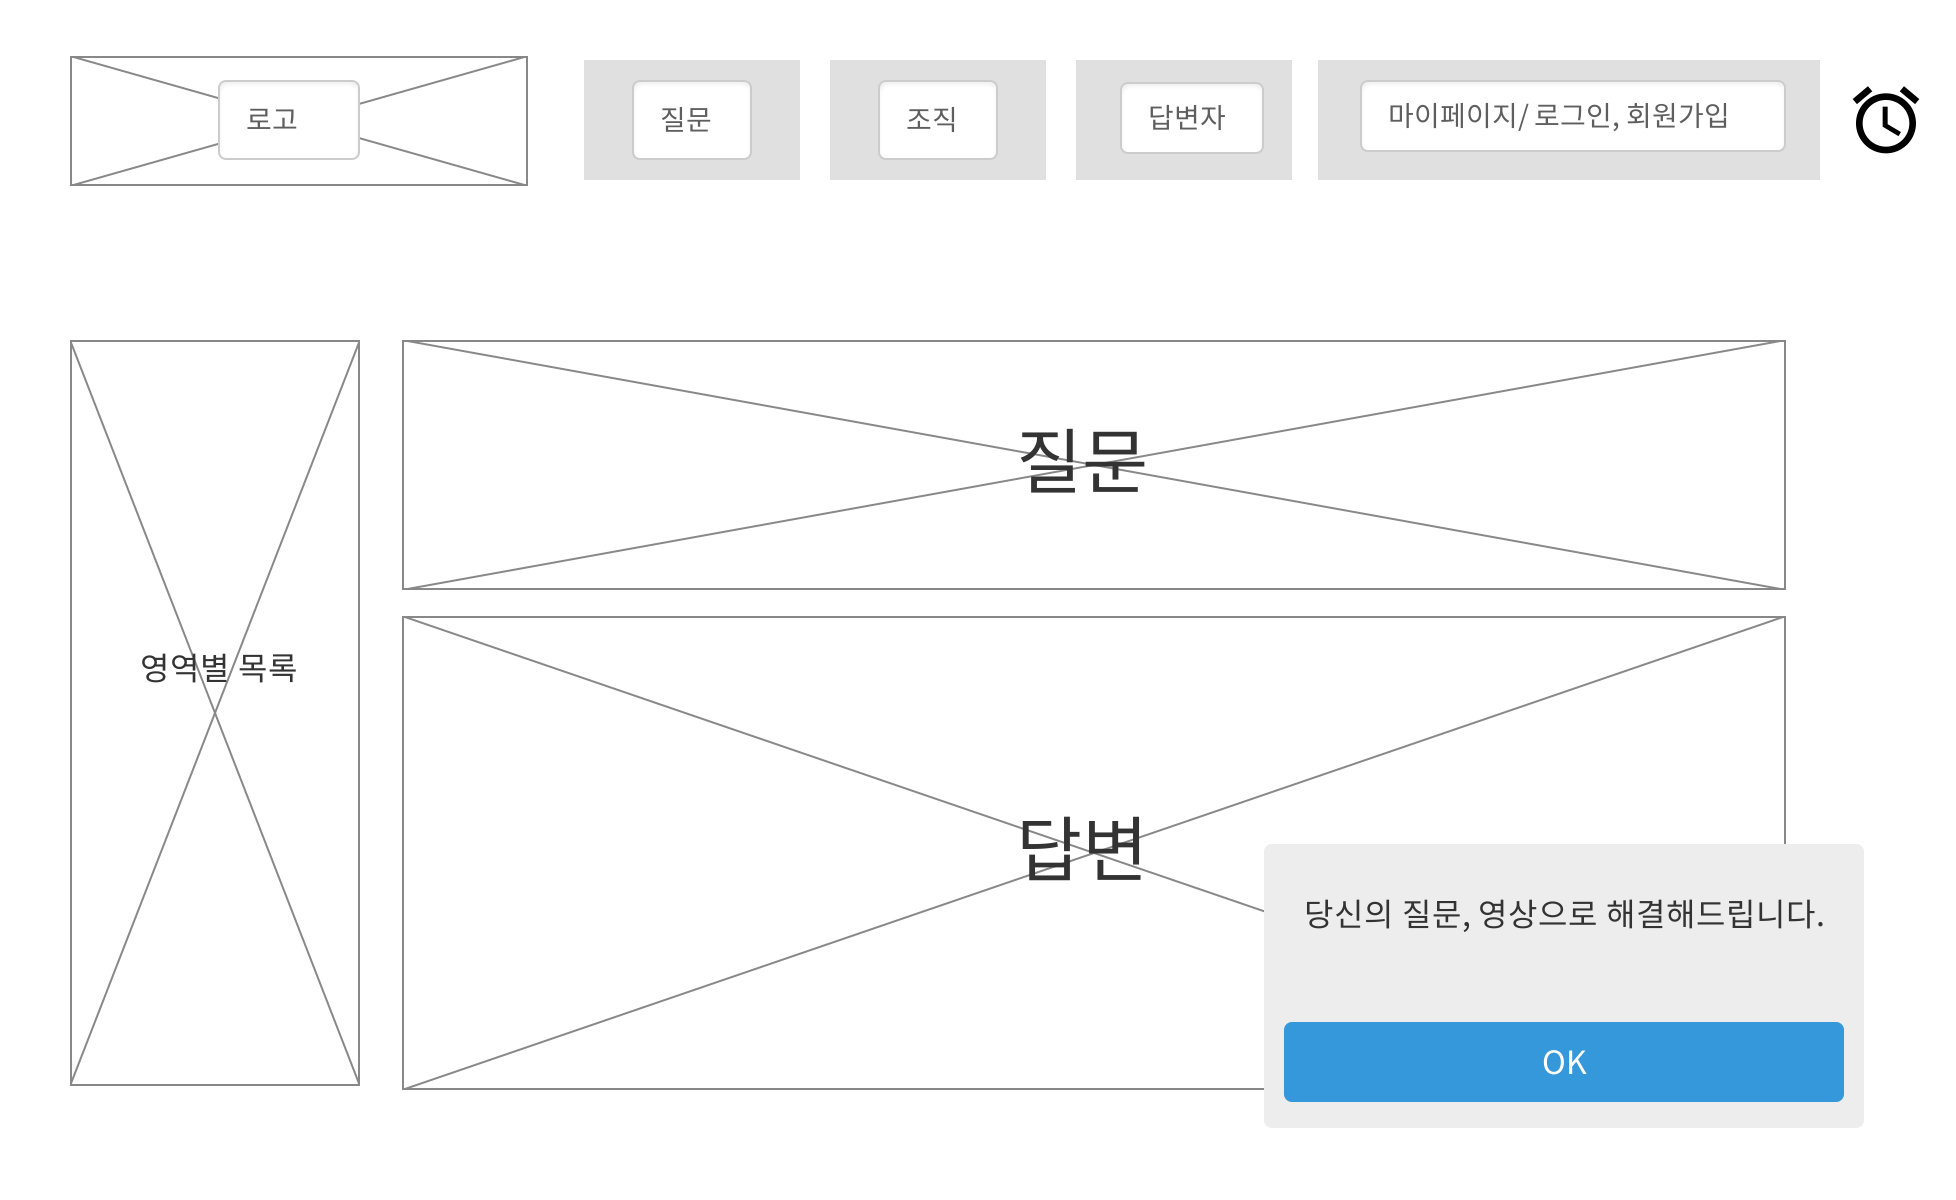 로고
질문
조직
답변자
마이페이지/ 로그인, 회원가입
영역별 목록
질문
답변
당신의 질문, 영상으로 해결해드립니다.
OK